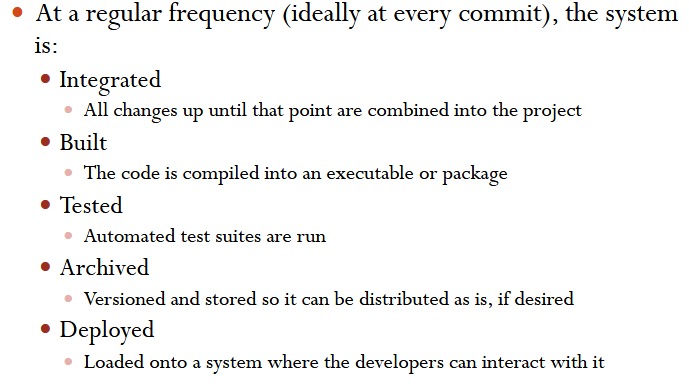 At a regular frequency (ideally at every commit), the system
is:
Integrated
All changes up until that point are combined into the project
Built
The code is compiled into an executable or package
Tested
Automated test suites are run
Archived
Versioned and stored so it can be distributed as is, if desired
Deployed
Loaded onto a system where the developers can interact with it